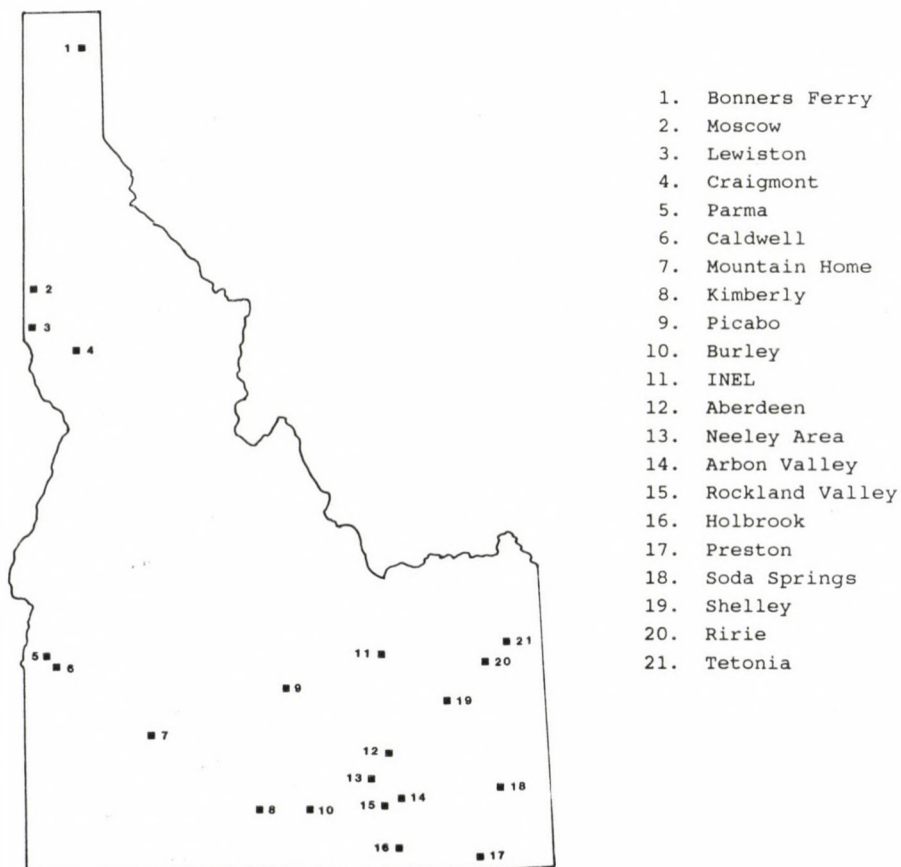 1
2
3
4
5
6
7
8
9
10
11
12
13
14
15
16
17
18
19
20
21
1. Bonners Ferry
2. Moscow
3. Lewiston
4. Craigmont
5. Parma
6. Caldwell
7. Mountain Home
8. Kimberly
9. Picabo
10. Burley
11. INEL
12. Aberdeen
13. Neeley Area
14. Arbon Valley
15. Rockland Valley
16. Holbrook
17. Preston
18. Soda Springs
19. Shelley
20. Ririe
21. Tetonia